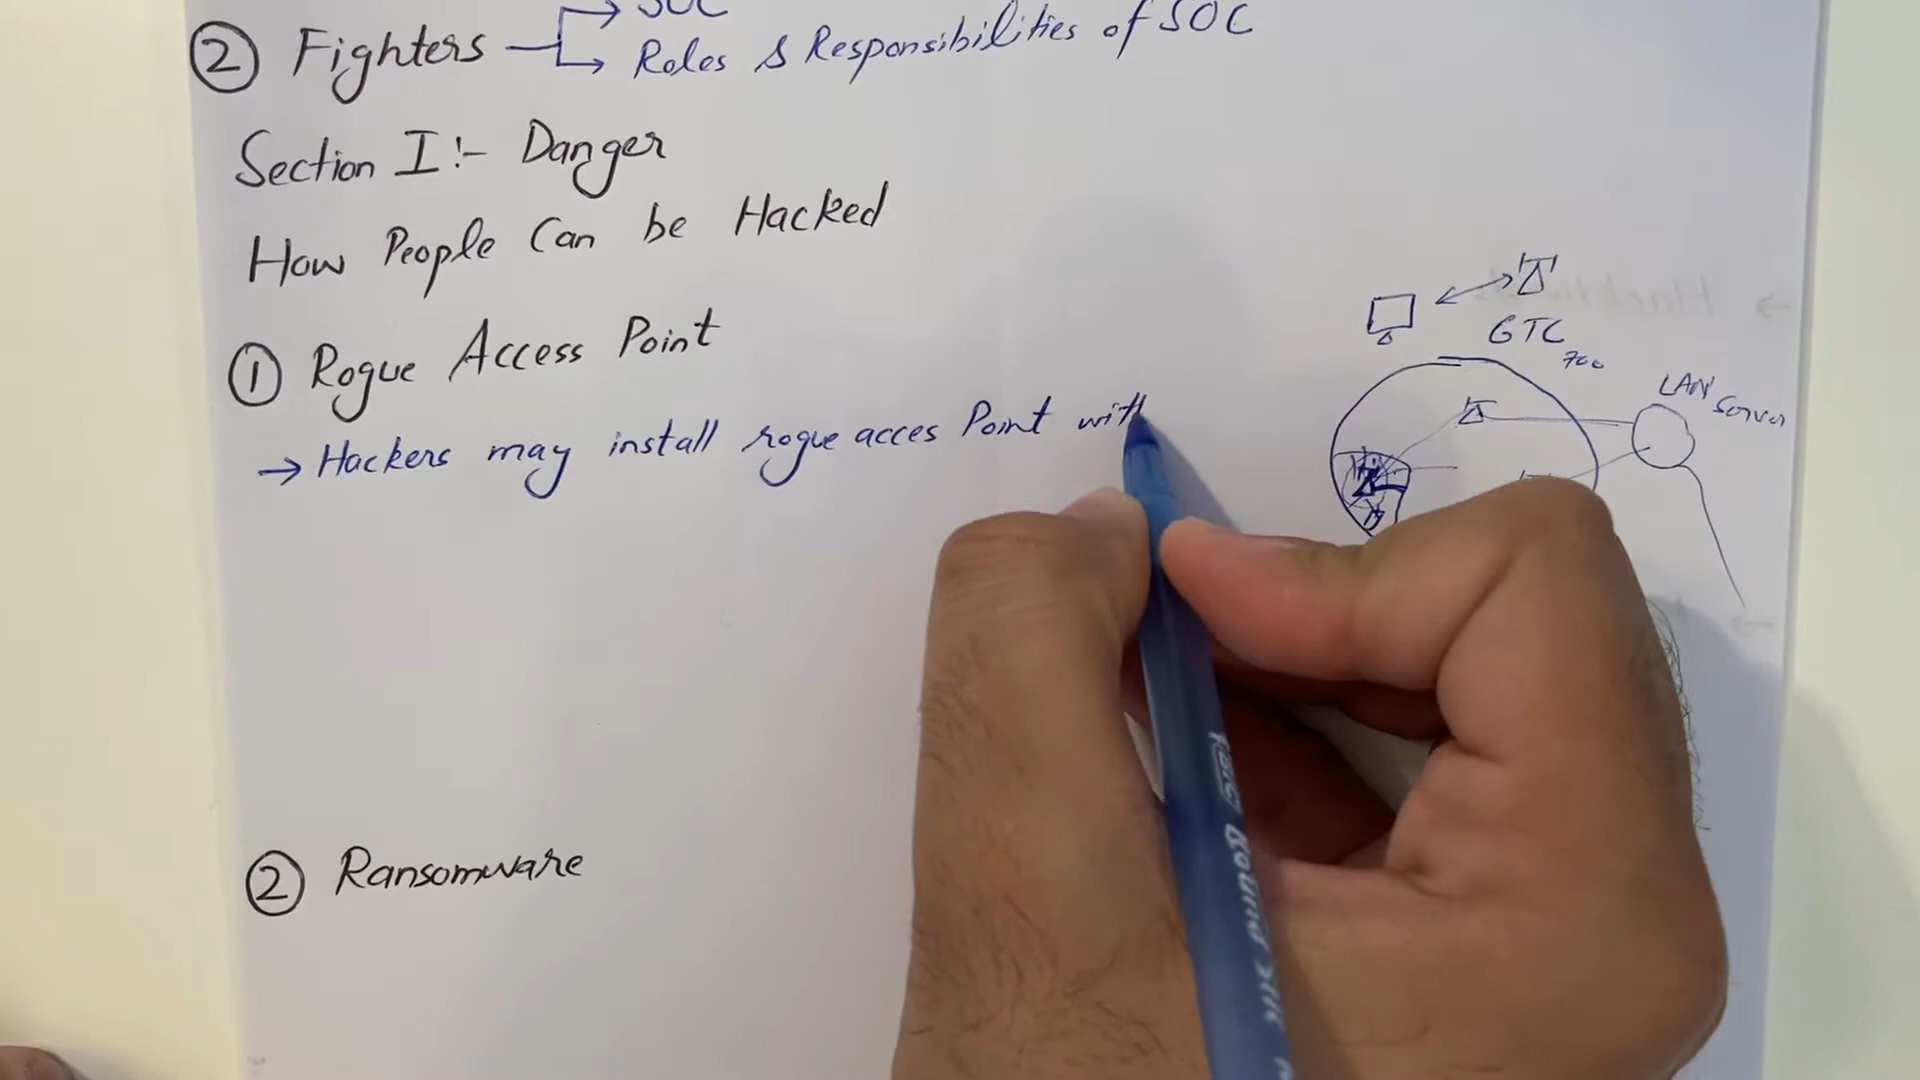 SOC
② Fighters → Roles & Responsibilities of SOC
Section I :- Danger
How People Can be Hacked
① Rogue Access Point
→ Hackers may install rogue acces Point with
GTC
700
LAN
Server
② Ransomware